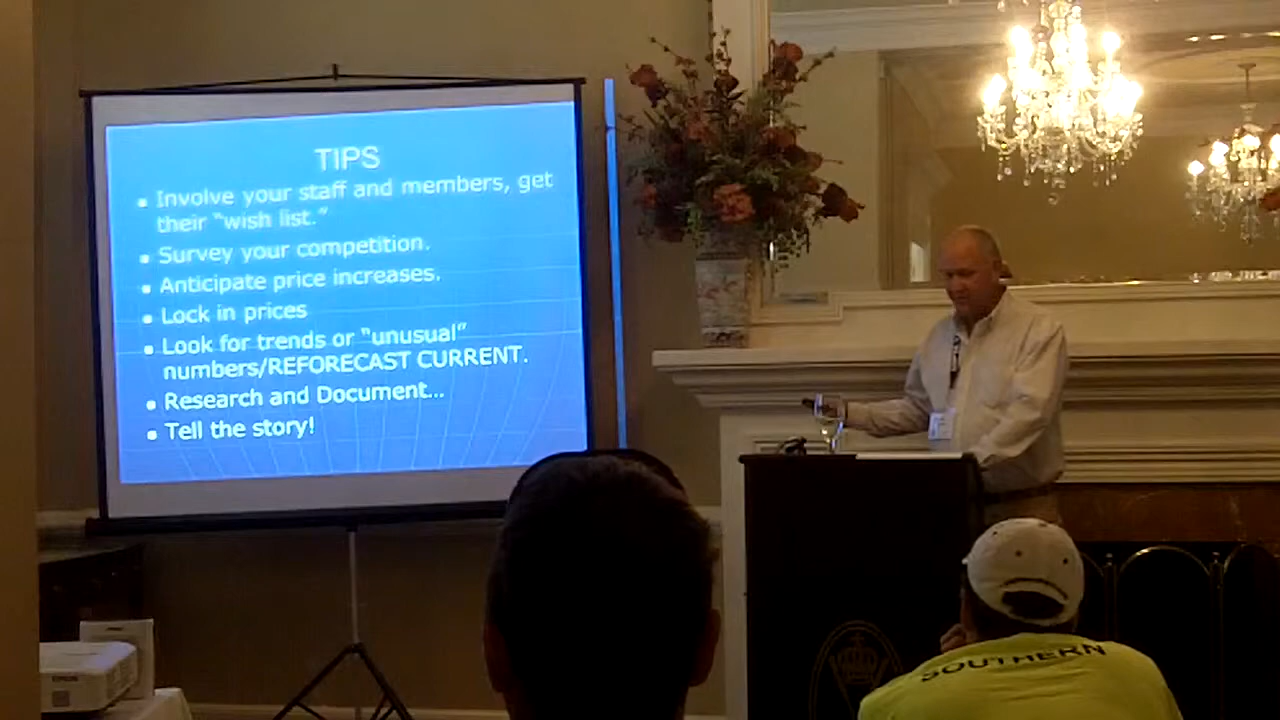 TIPS
Involve your staff and members, get
their "wish list."
Survey your competition.
Anticipate price increases.
Lock in prices
Look for trends or "unusual"
numbers/REFORECAST CURRENT.
Research and Document...
Tell the story!
EPSON
SOUTHERN